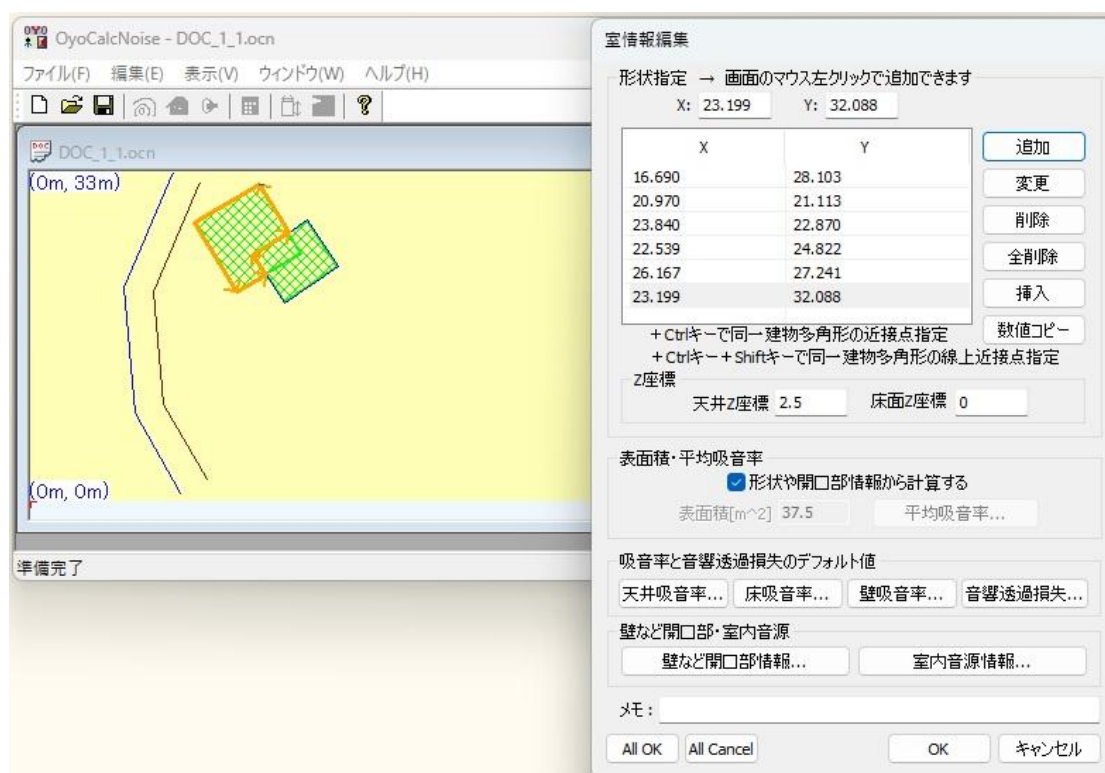 OyoCalcNoise - DOC_1_1.ocn
ファイル(F) 編集(E) 表示(V) ウィンドウ(W) ヘルプ(H)
DOC_1_1.ocn
(0m, 33m)
(0m, 0m)
準備完了
室情報編集
形状指定 → 画面のマウス左クリックで追加できます
X: 23.199 Y: 32.088
X Y
16.690 28.103
20.970 21.113
23.840 22.870
22.539 24.822
26.167 27.241
23.199 32.088
追加
変更
削除
全削除
挿入
数値コピー
+Ctrlキーで同一建物多角形の近接点指定
+Ctrlキー+Shiftキーで同一建物多角形の線上近接点指定
Z座標
天井Z座標 2.5 床面Z座標 0
表面積・平均吸音率
形状や開口部情報から計算する
表面積[m^2] 37.5 平均吸音率...
吸音率と音響透過損失のデフォルト値
天井吸音率... 床吸音率... 壁吸音率... 音響透過損失...
壁など開口部・室内音源
壁など開口部情報... 室内音源情報...
メモ:
All OK All Cancel OK キャンセル